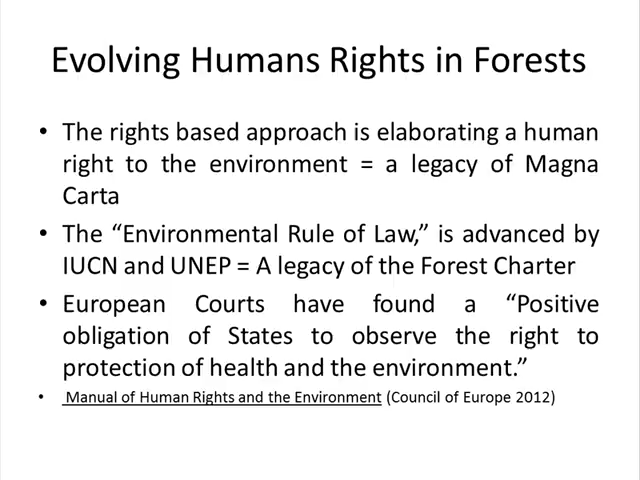 Evolving Humans Rights in Forests
• The rights based approach is elaborating a human
right to the environment = a legacy of Magna
Carta
• The “Environmental Rule of Law,” is advanced by
IUCN and UNEP = A legacy of the Forest Charter
• European Courts have found a “Positive
obligation of States to observe the right to
protection of health and the environment.”
• Manual of Human Rights and the Environment (Council of Europe 2012)